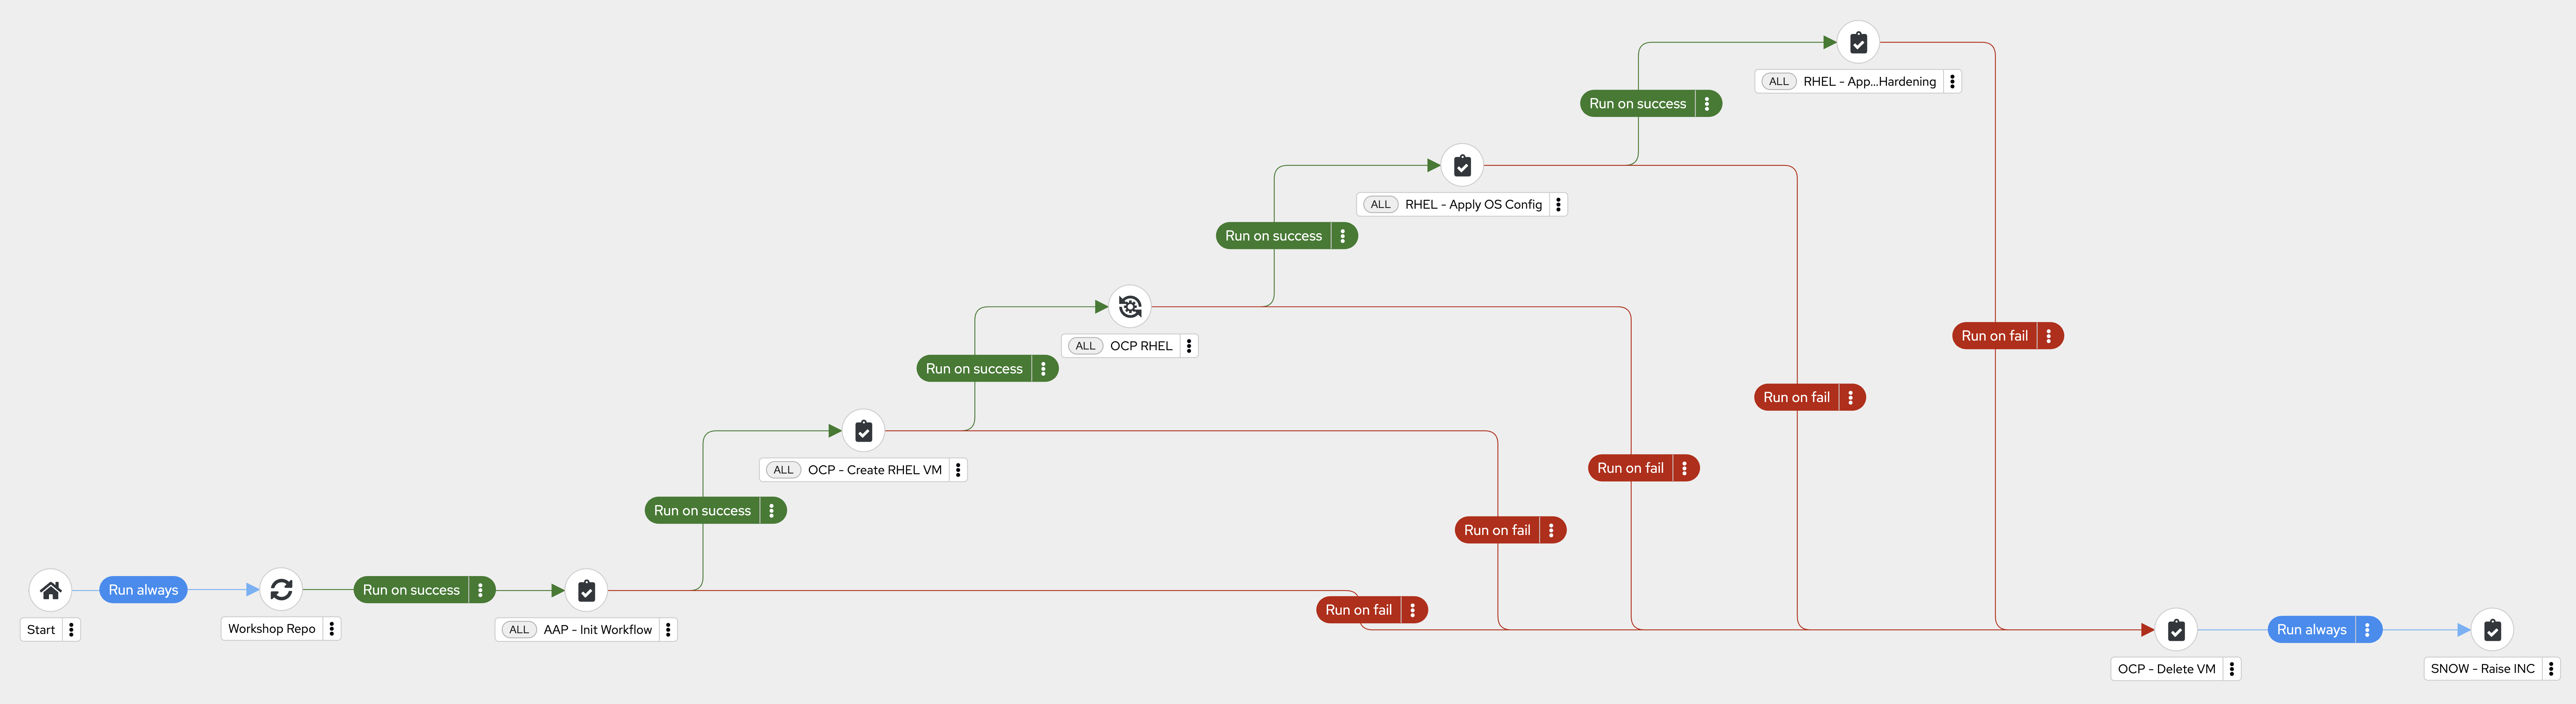 ALL RHEL - App...Hardening
Run on success
ALL RHEL - Apply OS Config
Run on success
Run on fail
ALL OCP RHEL
Run on success
Run on fail
ALL OCP - Create RHEL VM
Run on fail
Run on success
Run on fail
Start
Run always
Workshop Repo
Run on success
ALL AAP - Init Workflow
Run on fail
OCP - Delete VM
Run always
SNOW - Raise INC